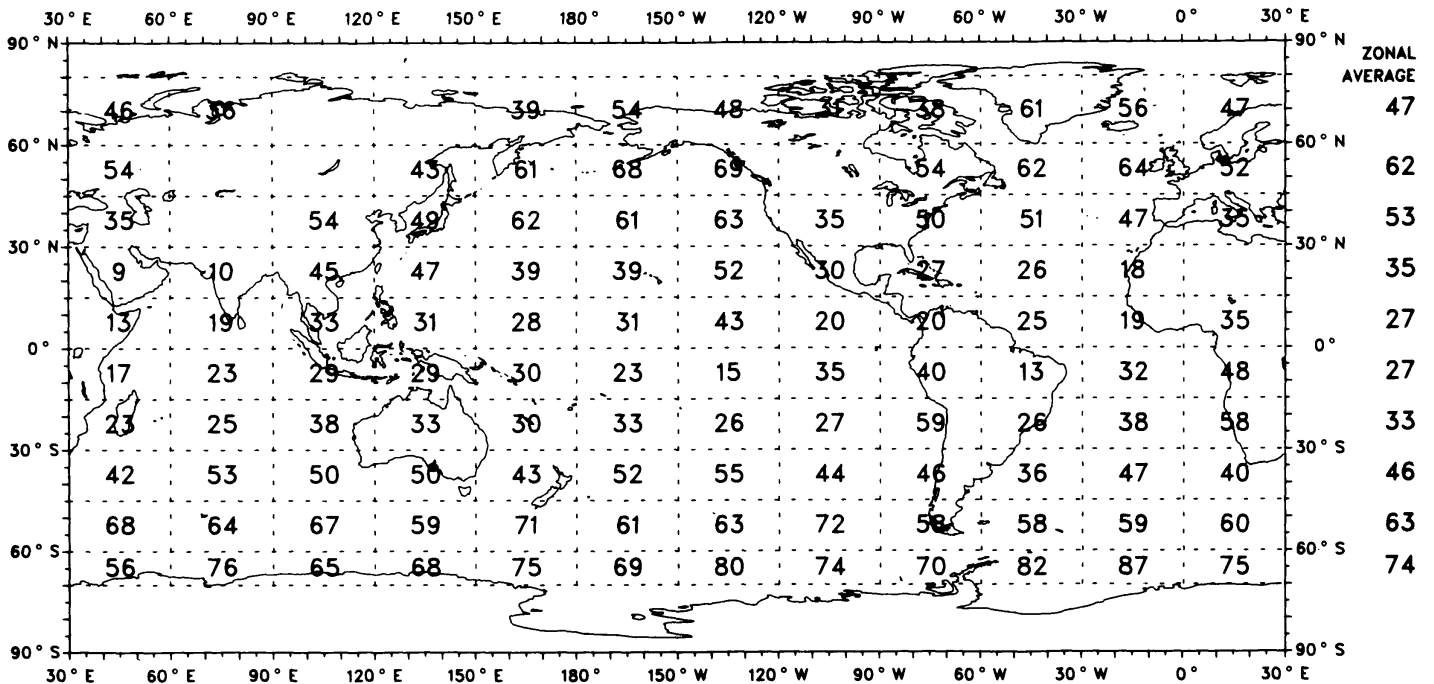 30° E 60° E 90° E 120° E 150° E 180° 150° W 120° W 90° W 60° W 30° W 0° 30° E
90° N 90° N
ZONAL
AVERAGE
46 56 39 54 48 38 61 56 47 47
60° N 60° N
54 43 61 68 69 54 62 64 52 62
35 54 49 62 61 63 35 50 51 47 35 53
30° N 30° N
9 10 45 47 39 39 52 30 27 26 18 35
13 19 33 31 28 31 43 20 20 25 19 35 27
0° 0°
17 23 29 29 30 23 15 35 40 13 32 48 27
23 25 38 33 30 33 26 27 59 26 38 58 33
30° S 30° S
42 53 50 50 43 52 55 44 46 36 47 40 46
68 64 67 59 71 61 63 72 58 58 59 60 63
60° S 60° S
56 76 65 68 75 69 80 74 70 82 87 75 74
90° S 90° S
30° E 60° E 90° E 120° E 150° E 180° 150° W 120° W 90° W 60° W 30° W 0° 30° E